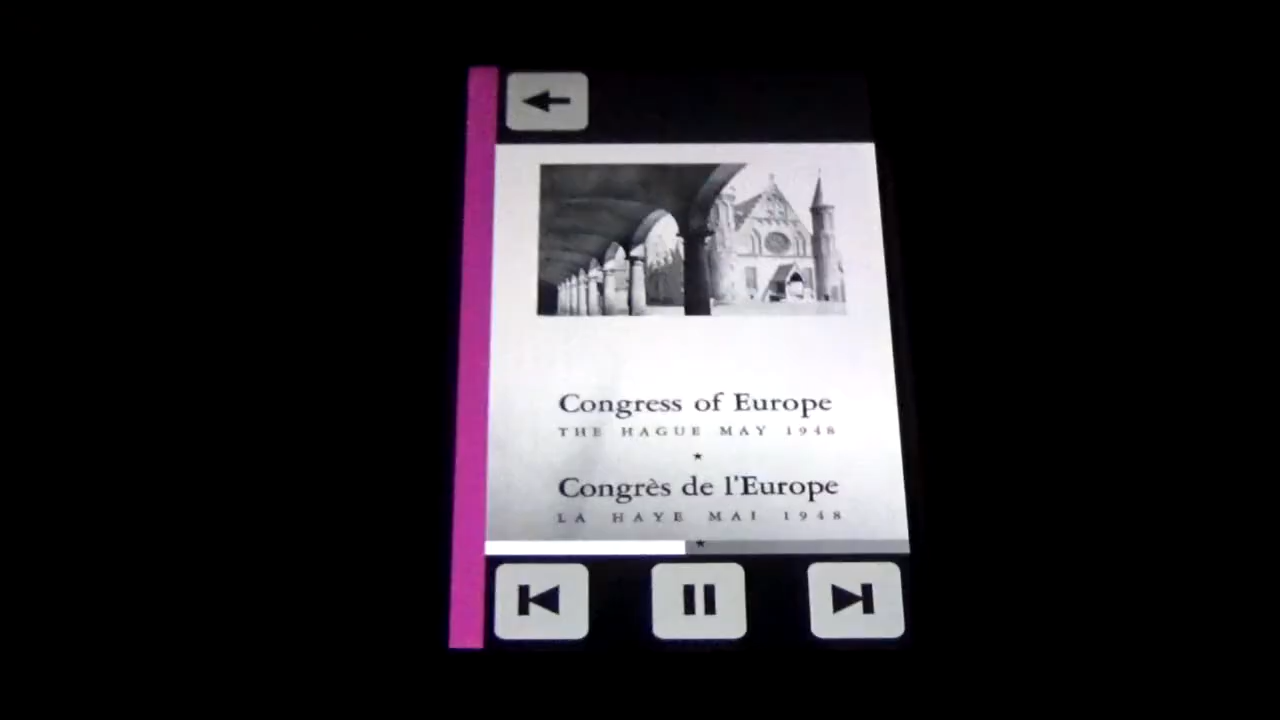 Congress of Europe
THE HAGUE MAY 1948
★
Congrès de l'Europe
LA HAYE MAI 1948
★